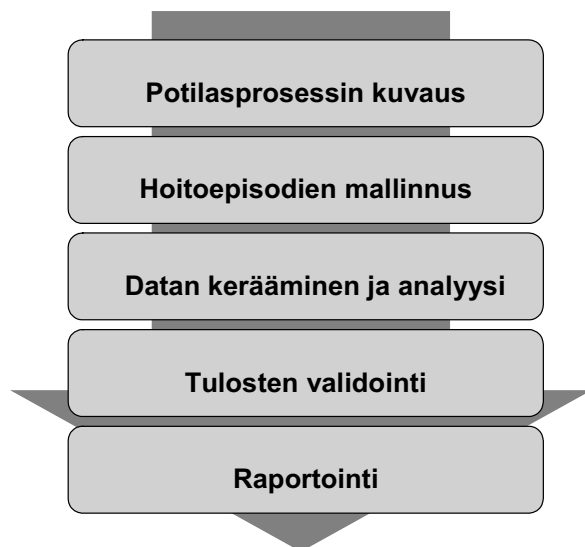 Potilasprosessin kuvaus
Hoitoepisodien mallinnus
Datan kerääminen ja analyysi
Tulosten validointi
Raportointi